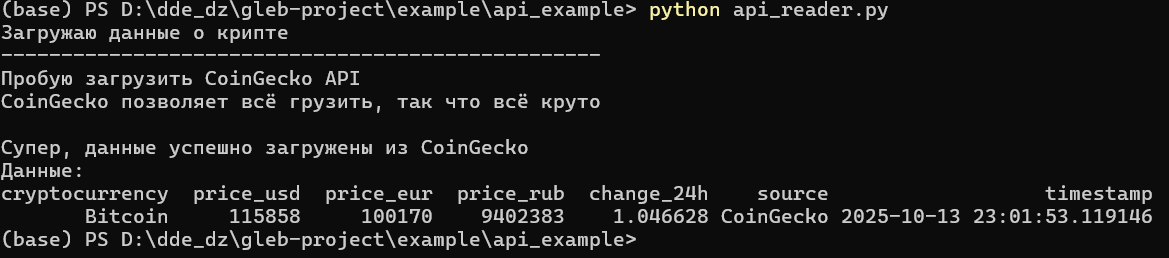 (base) PS D:\dde_dz\gleb-project\example\api_example> python api_reader.py
Загружаю данные о крипте
--------------------------------------------------
Пробую загрузить CoinGecko API
CoinGecko позволяет всё грузить, так что всё круто

Супер, данные успешно загружены из CoinGecko
Данные:
cryptocurrency  price_usd  price_eur  price_rub  change_24h    source                  timestamp
       Bitcoin     115858     100170    9402383    1.046628 CoinGecko 2025-10-13 23:01:53.119146
(base) PS D:\dde_dz\gleb-project\example\api_example>